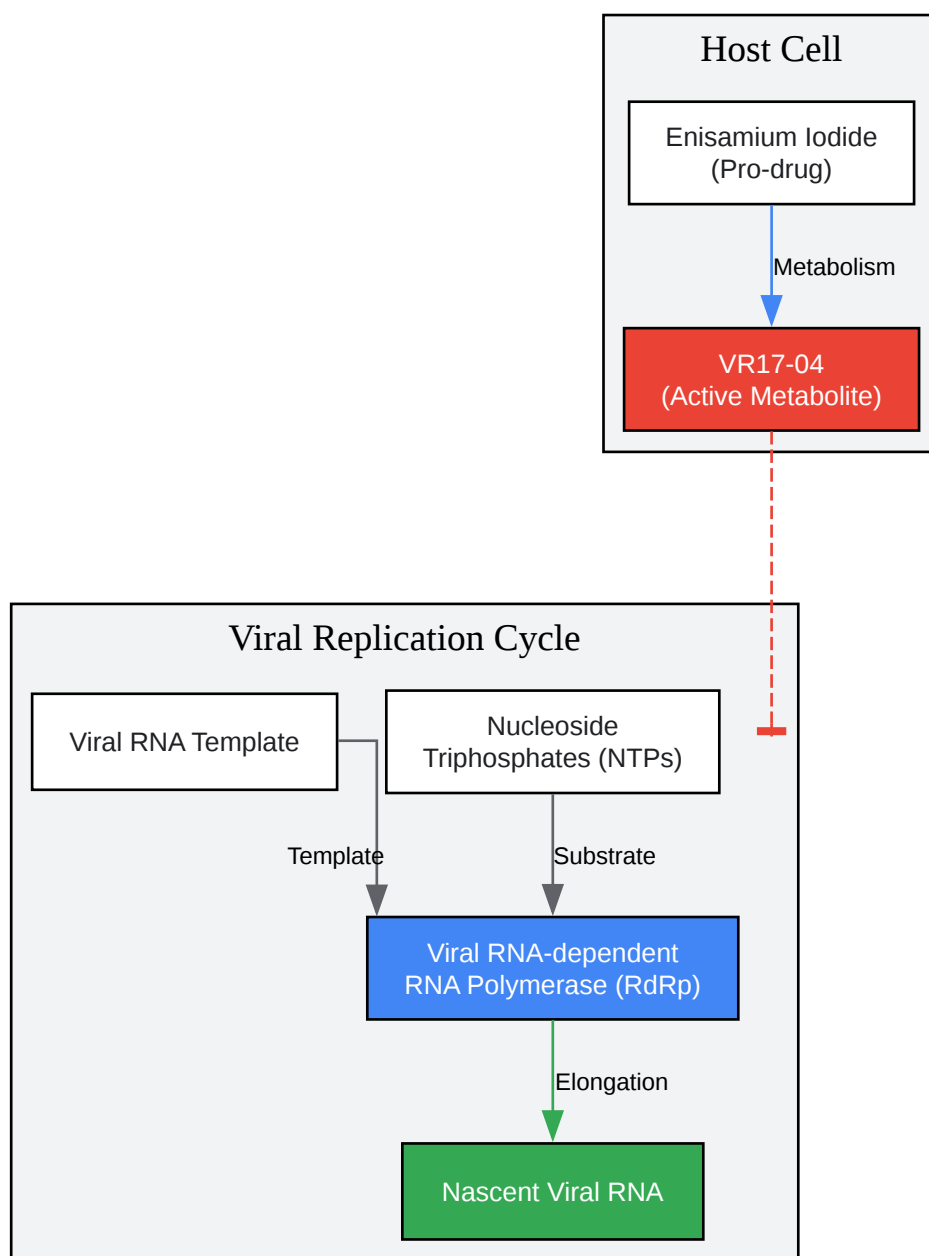 Host Cell
Enisamium Iodide
(Pro-drug)
Metabolism
VR17-04
(Active Metabolite)
Viral Replication Cycle
Viral RNA Template
Nucleoside
Triphosphates (NTPs)
Template
Substrate
Viral RNA-dependent
RNA Polymerase (RdRp)
Elongation
Nascent Viral RNA